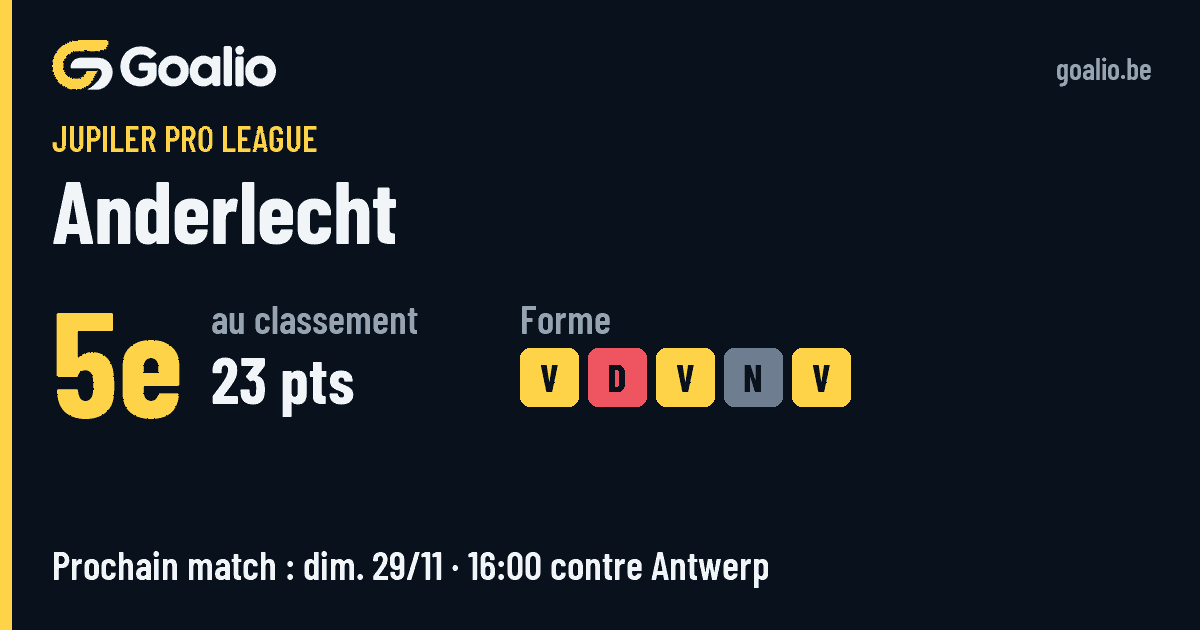 Goalio
goalio.be
JUPILER PRO LEAGUE
Anderlecht
5e
au classement
23 pts
Forme
V D V N V
Prochain match : dim. 29/11 · 16:00 contre Antwerp